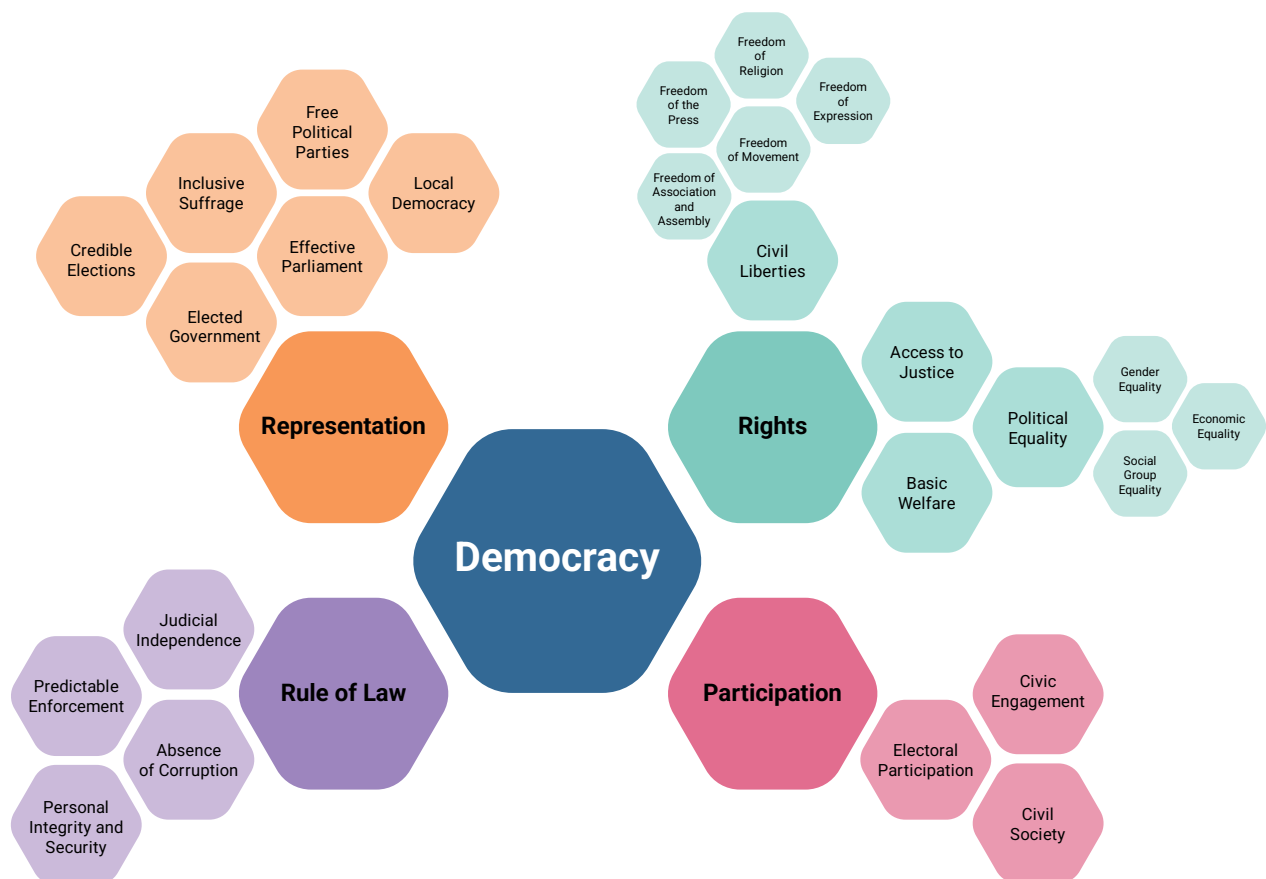 Democracy
Representation
Free
Political
Parties
Inclusive
Suffrage
Local
Democracy
Credible
Elections
Effective
Parliament
Elected
Government
Rights
Freedom
of
Religion
Freedom
of the
Press
Freedom
of
Expression
Freedom
of Movement
Freedom of
Association
and
Assembly
Civil
Liberties
Access to
Justice
Basic
Welfare
Political
Equality
Gender
Equality
Economic
Equality
Social
Group
Equality
Rule of Law
Judicial
Independence
Predictable
Enforcement
Absence
of Corruption
Personal
Integrity and
Security
Participation
Electoral
Participation
Civic
Engagement
Civil
Society